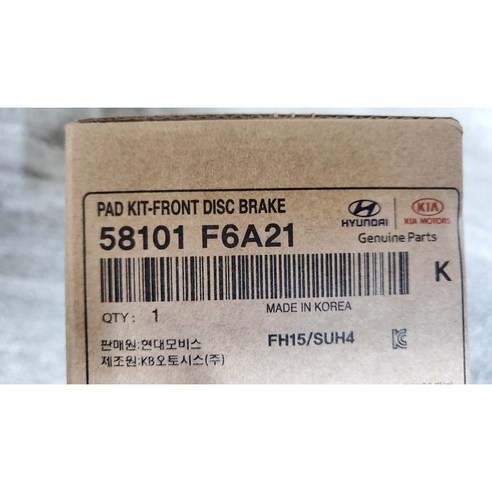 PAD KIT-FRONT DISC BRAKE
58101 F6A21
HYUNDAI
KIA
KIA MOTORS
Genuine Parts
K
QTY: 1
MADE IN KOREA
판매원:현대모비스
제조원:KB오토시스(주)
FH15/SUH4